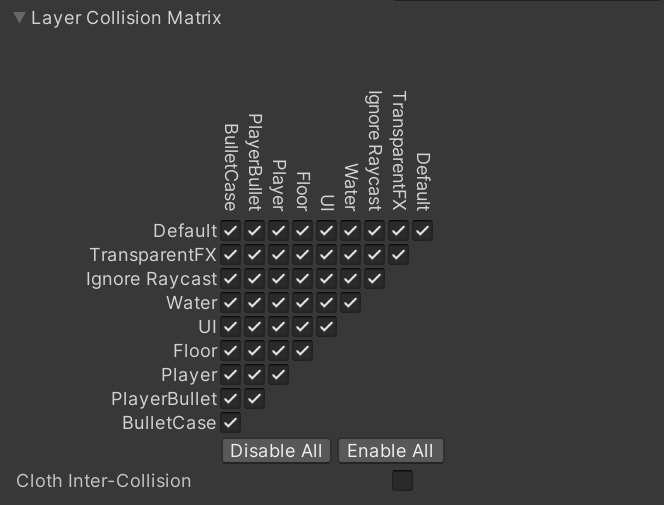 Layer Collision Matrix
BulletCase
PlayerBullet
Player
Floor
UI
Water
Ignore Raycast
TransparentFX
Default
Default
TransparentFX
Ignore Raycast
Water
UI
Floor
Player
PlayerBullet
BulletCase
Disable All Enable All
Cloth Inter-Collision